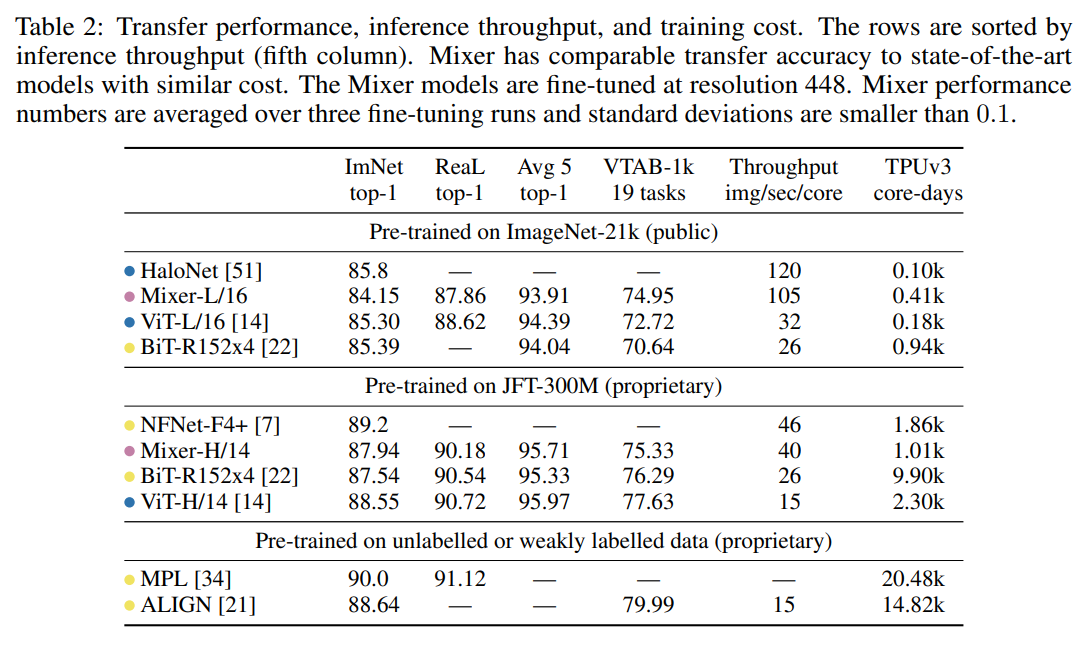 Table 2: Transfer performance, inference throughput, and training cost. The rows are sorted by
inference throughput (fifth column). Mixer has comparable transfer accuracy to state-of-the-art
models with similar cost. The Mixer models are fine-tuned at resolution 448. Mixer performance
numbers are averaged over three fine-tuning runs and standard deviations are smaller than 0.1.
ImNet ReaL Avg 5 VTAB-1k Throughput TPUv3
top-1 top-1 top-1 19 tasks img/sec/core core-days
Pre-trained on ImageNet-21k (public)
● HaloNet [51] 85.8 — — — 120 0.10k
● Mixer-L/16 84.15 87.86 93.91 74.95 105 0.41k
● ViT-L/16 [14] 85.30 88.62 94.39 72.72 32 0.18k
● BiT-R152x4 [22] 85.39 — 94.04 70.64 26 0.94k
Pre-trained on JFT-300M (proprietary)
● NFNet-F4+ [7] 89.2 — — — 46 1.86k
● Mixer-H/14 87.94 90.18 95.71 75.33 40 1.01k
● BiT-R152x4 [22] 87.54 90.54 95.33 76.29 26 9.90k
● ViT-H/14 [14] 88.55 90.72 95.97 77.63 15 2.30k
Pre-trained on unlabelled or weakly labelled data (proprietary)
● MPL [34] 90.0 91.12 — — — 20.48k
● ALIGN [21] 88.64 — — 79.99 15 14.82k